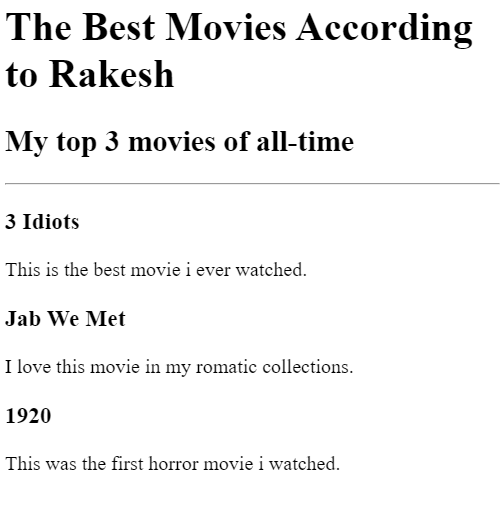 The Best Movies According
to Rakesh
My top 3 movies of all-time
3 Idiots
This is the best movie i ever watched.
Jab We Met
I love this movie in my romatic collections.
1920
This was the first horror movie i watched.